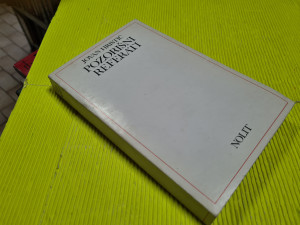 JOVAN HRISTIĆ
POZORIŠNI
REFERATI
NOLIT